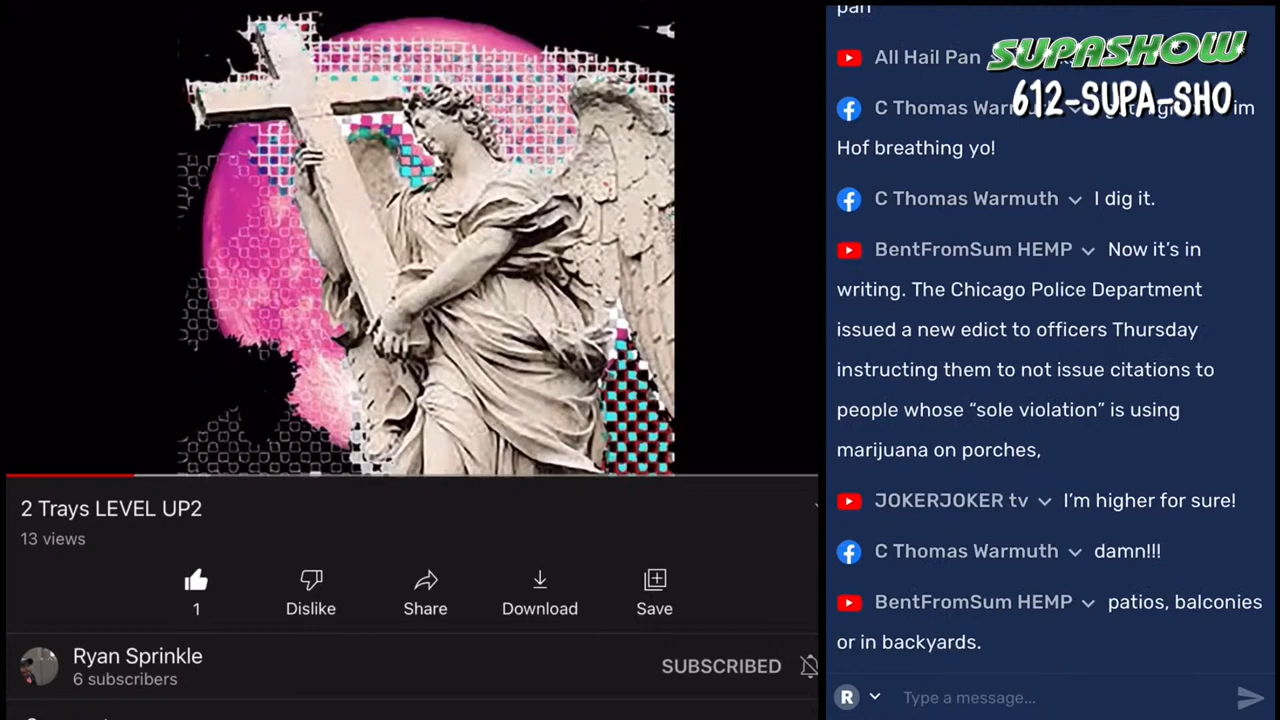 2 Trays LEVEL UP2
13 views
1
Dislike
Share
Download
Save
Ryan Sprinkle
6 subscribers
SUBSCRIBED
SUPASHOW
612-SUPA-SHO
pan
All Hail Pan
C Thomas Warmuth
im
Hof breathing yo!
C Thomas Warmuth I dig it.
BentFromSum HEMP Now it’s in
writing. The Chicago Police Department
issued a new edict to officers Thursday
instructing them to not issue citations to
people whose “sole violation” is using
marijuana on porches,
JOKERJOKER tv I’m higher for sure!
C Thomas Warmuth damn!!!
BentFromSum HEMP patios, balconies
or in backyards.
R Type a message...